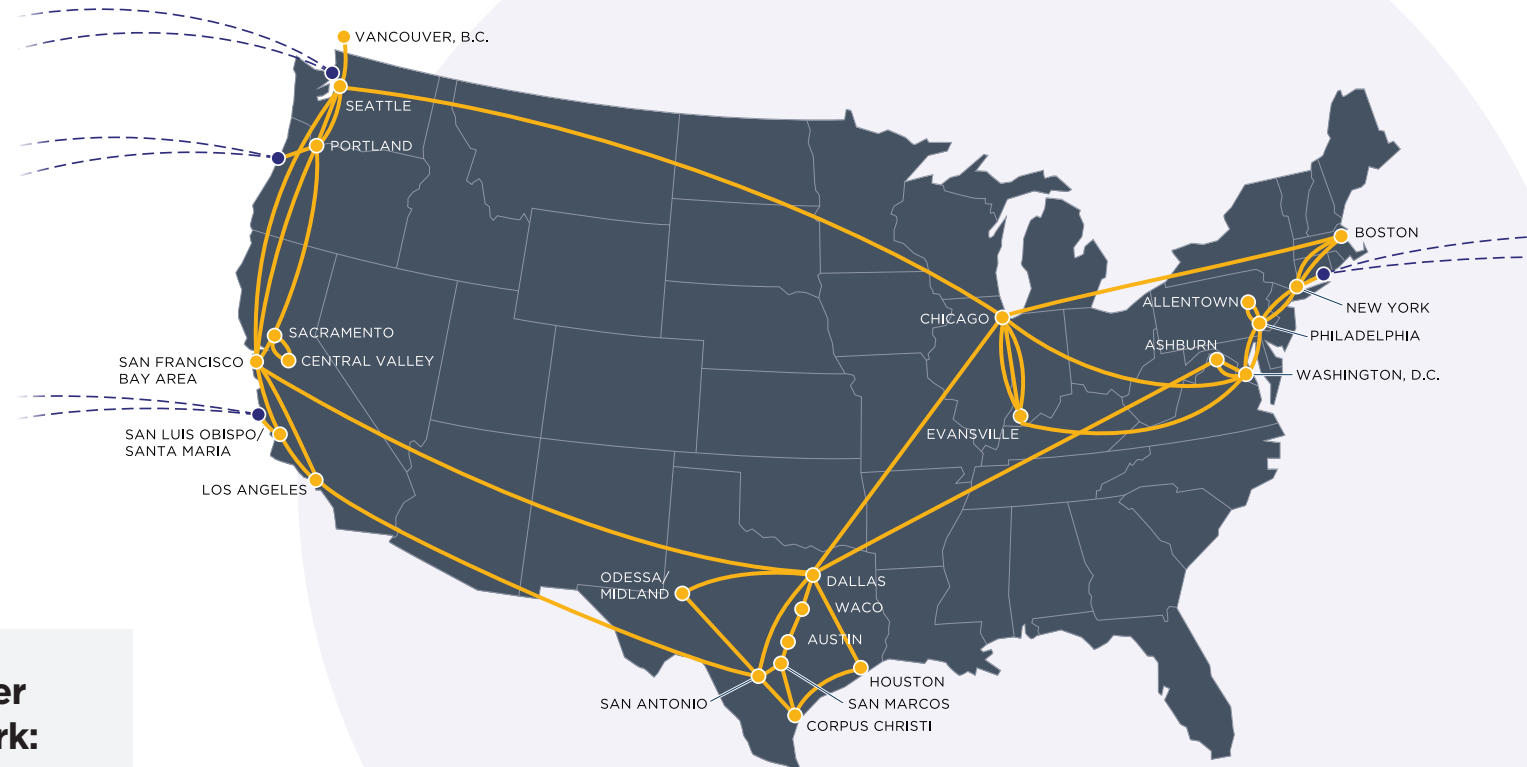 VANCOUVER, B.C.
SEATTLE
PORTLAND
BOSTON
ALLENTOWN
NEW YORK
CHICAGO
PHILADELPHIA
SACRAMENTO
ASHBURN
SAN FRANCISCO
BAY AREA
CENTRAL VALLEY
WASHINGTON, D.C.
SAN LUIS OBISPO/
SANTA MARIA
EVANSVILLE
LOS ANGELES
ODESSA/
MIDLAND
DALLAS
WACO
AUSTIN
HOUSTON
SAN ANTONIO
SAN MARCOS
CORPUS CHRISTI
er
rk: